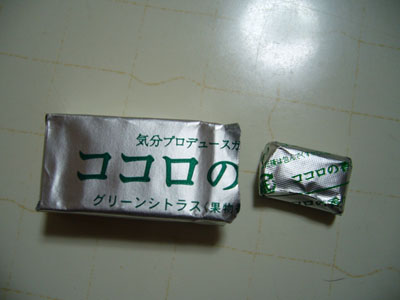 気分プロデュースガ
ココロの
グリーンシトラス(果物
ココロの